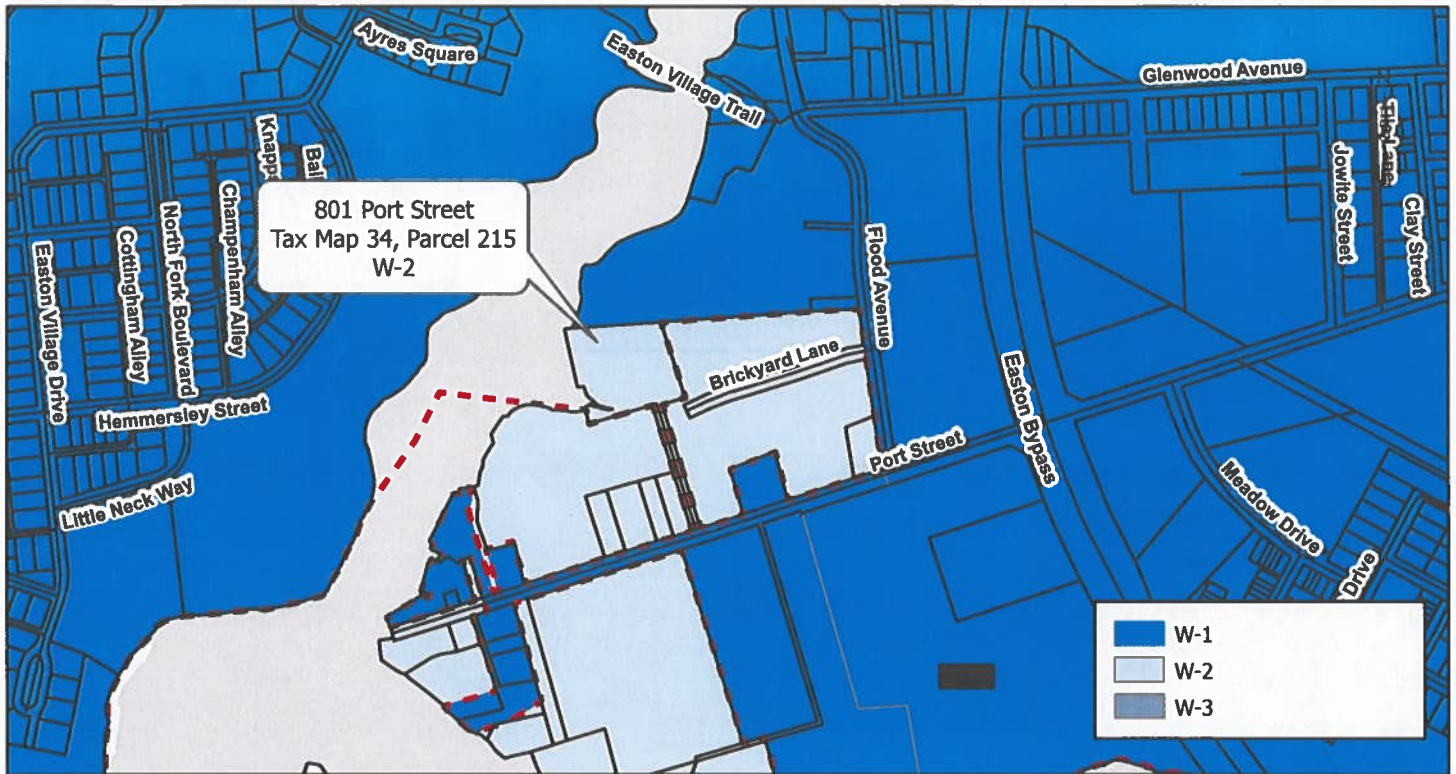 Ayres Square
Easton Village Trail
Glenwood Avenue
Knapp
Bal
Champenham Alley
North Fork Boulevard
Cottingham Alley
Easton Village Drive
Jowite Street
Clay Street
801 Port Street
Tax Map 34, Parcel 215
W-2
Flood Avenue
Brickyard Lane
Easton Bypass
Hemmersley Street
Port Street
Little Neck Way
Meadow Drive
Drive
W-1
W-2
W-3